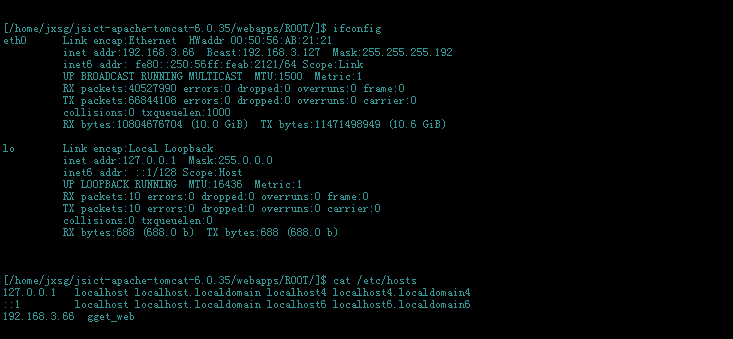 [/home/jxsg/jsict-apache-tomcat-6.0.35/webapps/ROOT/]$ ifconfig
eth0 Link encap:Ethernet HWaddr 00:50:56:AB:21:21
inet addr:192.168.3.66 Bcast:192.168.3.127 Mask:255.255.255.192
inet6 addr: fe80::250:56ff:feab:2121/64 Scope:Link
UP BROADCAST RUNNING MULTICAST MTU:1500 Metric:1
RX packets:40527990 errors:0 dropped:0 overruns:0 frame:0
TX packets:66844108 errors:0 dropped:0 overruns:0 carrier:0
collisions:0 txqueuelen:1000
RX bytes:10804676704 (10.0 GiB) TX bytes:11471498949 (10.6 GiB)
lo Link encap:Local Loopback
inet addr:127.0.0.1 Mask:255.0.0.0
inet6 addr: ::1/128 Scope:Host
UP LOOPBACK RUNNING MTU:16436 Metric:1
RX packets:10 errors:0 dropped:0 overruns:0 frame:0
TX packets:10 errors:0 dropped:0 overruns:0 carrier:0
collisions:0 txqueuelen:0
RX bytes:688 (688.0 b) TX bytes:688 (688.0 b)
[/home/jxsg/jsict-apache-tomcat-6.0.35/webapps/ROOT/]$ cat /etc/hosts
127.0.0.1 localhost localhost.localdomain localhost4 localhost4.localdomain4
::1 localhost localhost.localdomain localhost6 localhost6.localdomain6
192.168.3.66 gget_web